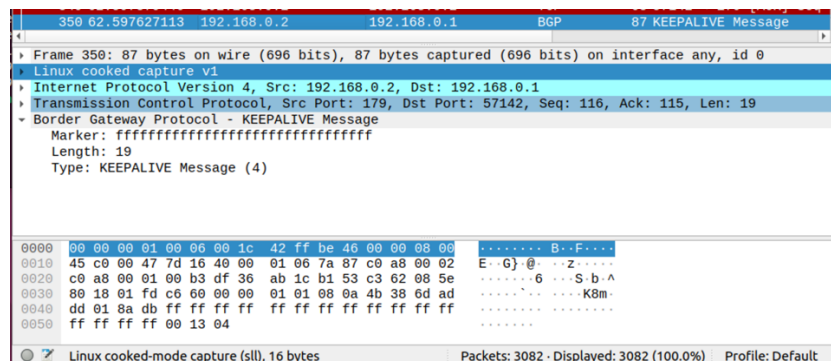 350 62.597627113 192.168.0.2 192.168.0.1 BGP 87 KEEPALIVE Message
Frame 350: 87 bytes on wire (696 bits), 87 bytes captured (696 bits) on interface any, id 0
Linux cooked capture v1
Internet Protocol Version 4, Src: 192.168.0.2, Dst: 192.168.0.1
Transmission Control Protocol, Src Port: 179, Dst Port: 57142, Seq: 116, Ack: 115, Len: 19
Border Gateway Protocol - KEEPALIVE Message
Marker: ffffffffffffffffffffffffffffffff
Length: 19
Type: KEEPALIVE Message (4)
0000 00 00 00 01 00 06 00 1c 42 ff be 46 00 00 08 00 ········ B··F····
0010 45 c0 00 47 7d 16 40 00 01 06 7a 87 c0 a8 00 02 E··G}·@· ··z·····
0020 c0 a8 00 01 00 b3 df 36 ab 1c b1 53 c3 62 08 5e ·······6 ···S·b·^
0030 80 18 01 fd c6 60 00 00 01 01 08 0a 4b 38 6d ad ·····`·· ····K8m·
0040 dd 01 8a db ff ff ff ff ff ff ff ff ff ff ff ff ········ ········
0050 ff ff ff ff 00 13 04 ·······
Linux cooked-mode capture (sll), 16 bytes Packets: 3082 · Displayed: 3082 (100.0%) Profile: Default